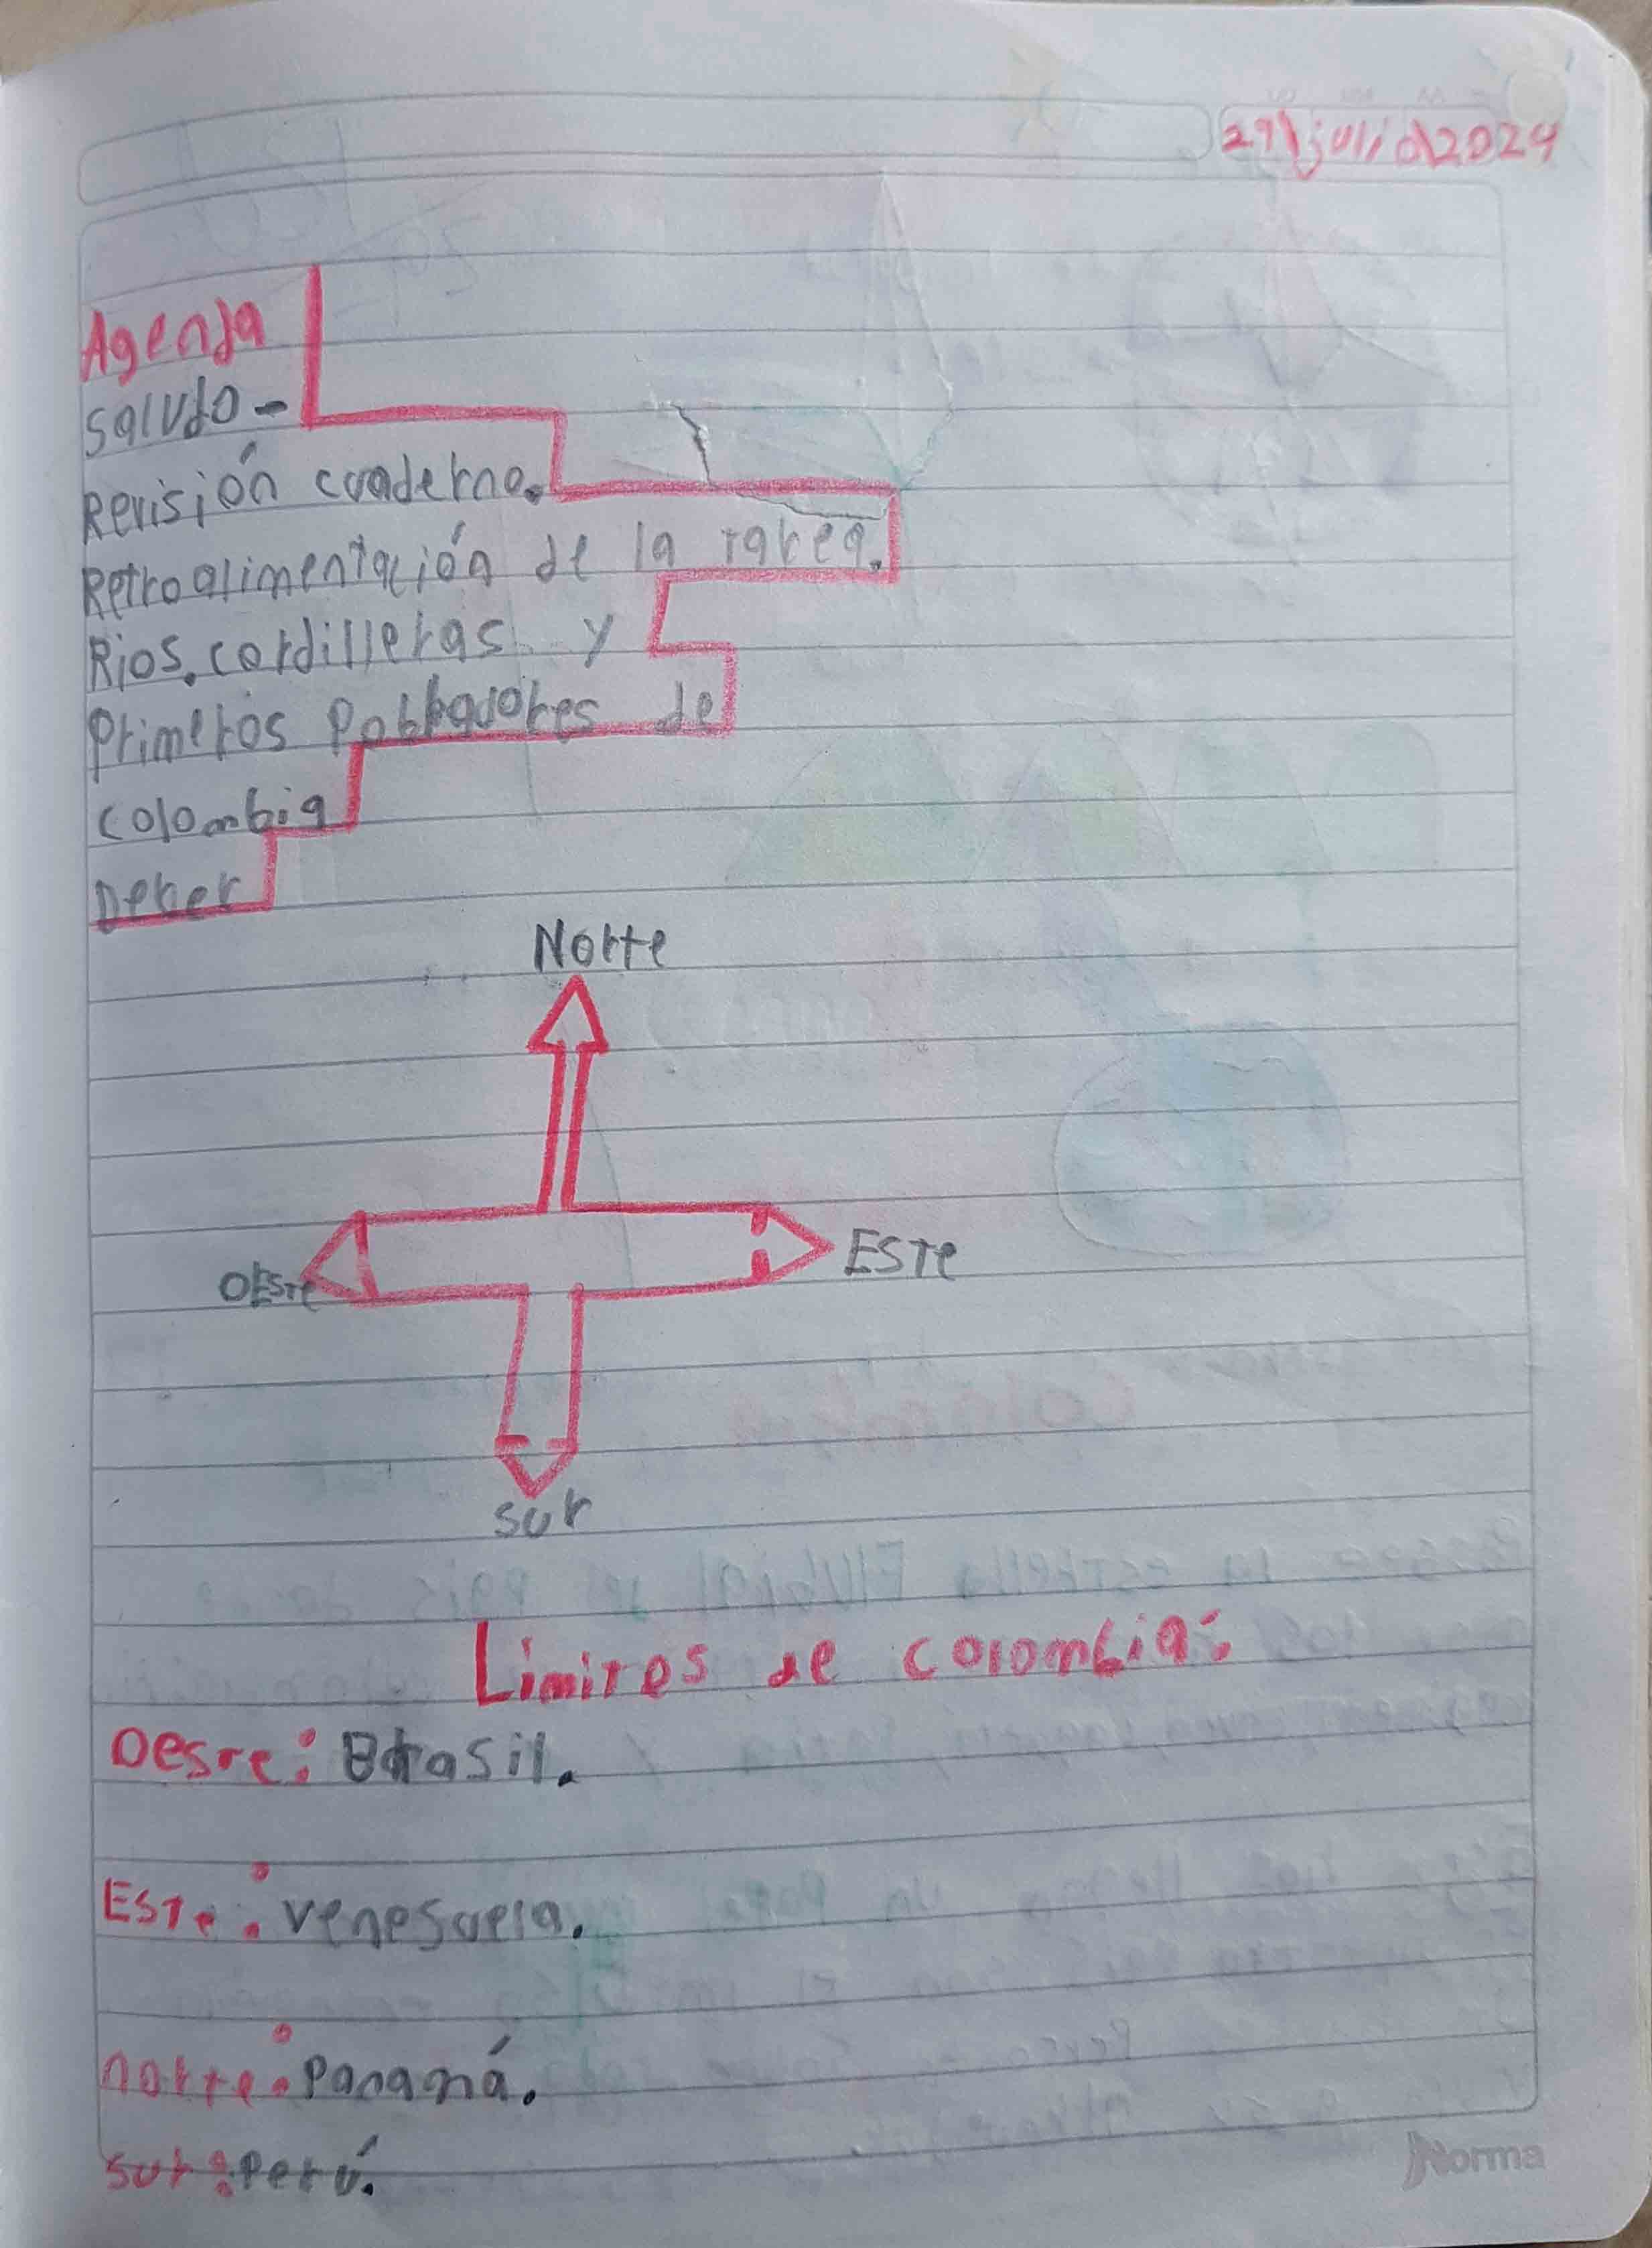 29\julio\2024
Agenda
saludo-
Revisión cuaderno.
Retroalimentación de la tarea.
Rios, cordilleras y
Primeros Pobladores de
colombia
Deber
Norte
Oeste
ESTe
sur
Limites de colombia:
Oeste: Brasil.
ESTe: venesuela.
norte: Panamá.
sur: Perú.
Norma